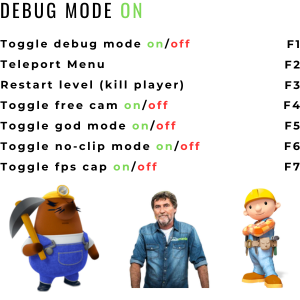 DEBUG MODE ON
Toggle debug mode on/off F1
Teleport Menu F2
Restart level (kill player) F3
Toggle free cam on/off F4
Toggle god mode on/off F5
Toggle no-clip mode on/off F6
Toggle fps cap on/off F7